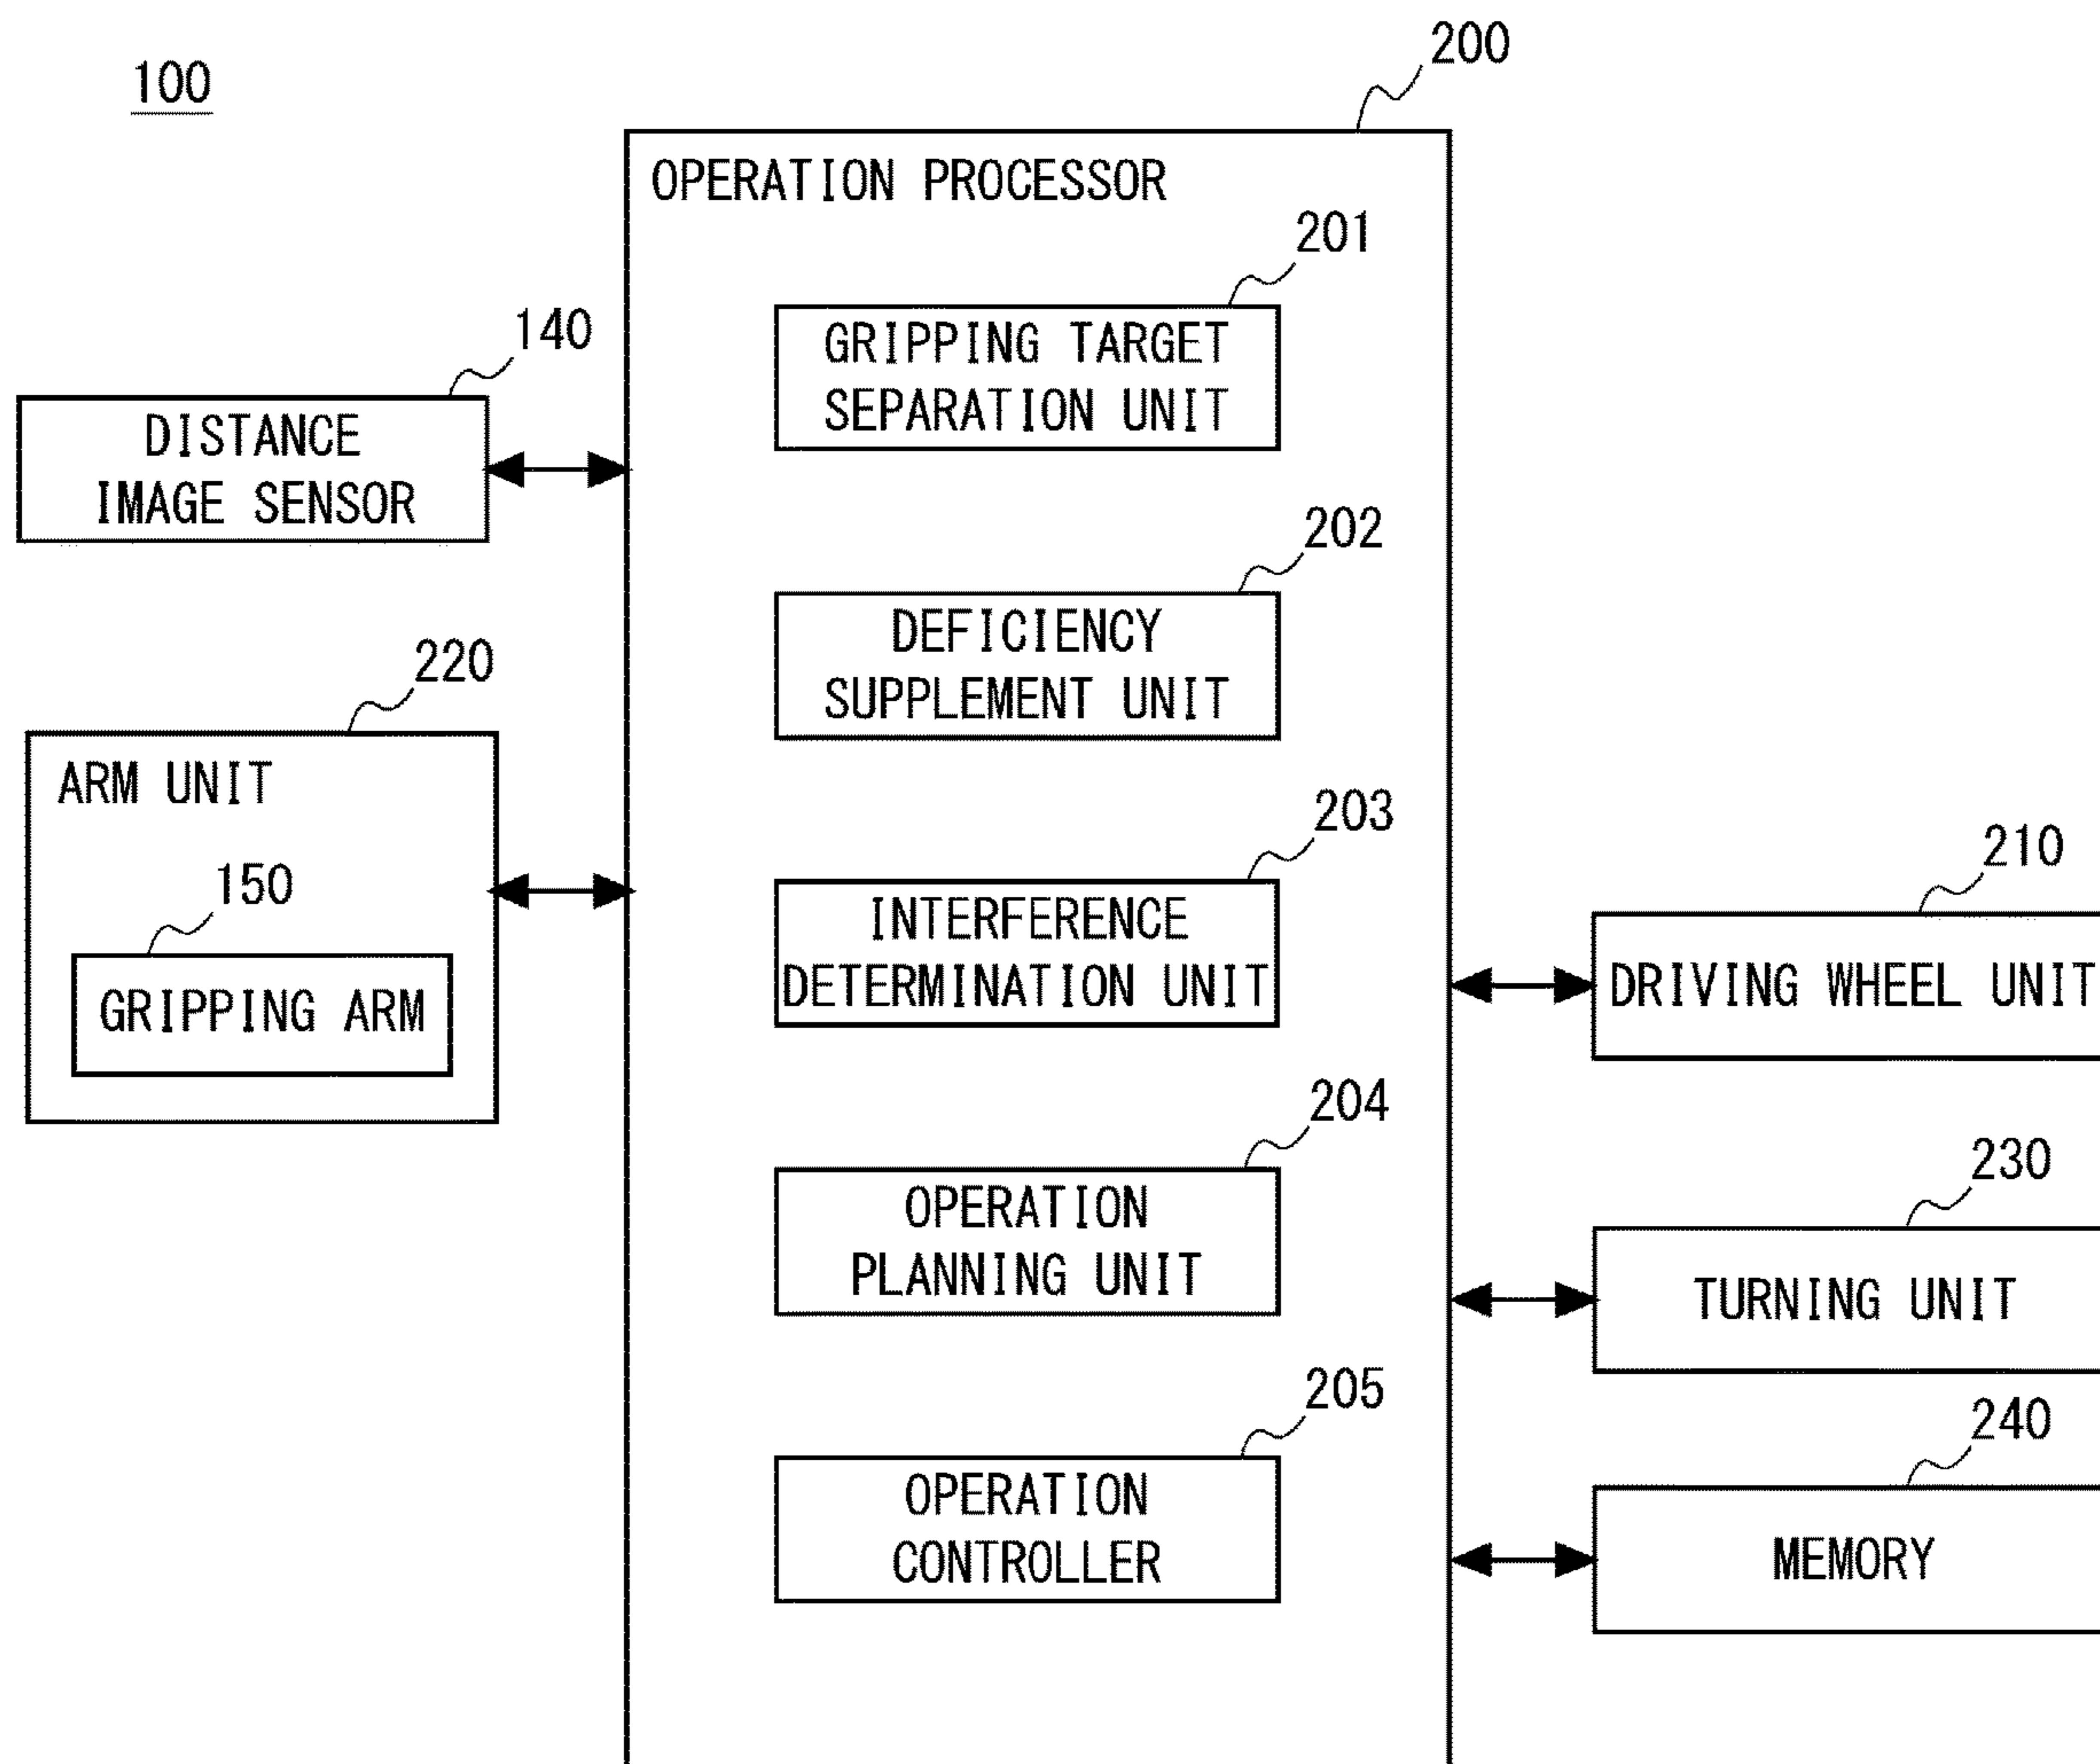 100
200
OPERATION PROCESSOR
201
GRIPPING TARGET
SEPARATION UNIT
140
DISTANCE
IMAGE SENSOR
202
DEFICIENCY
SUPPLEMENT UNIT
220
ARM UNIT
150
GRIPPING ARM
203
INTERFERENCE
DETERMINATION UNIT
210
DRIVING WHEEL UNIT
204
OPERATION
PLANNING UNIT
230
TURNING UNIT
205
OPERATION
CONTROLLER
240
MEMORY